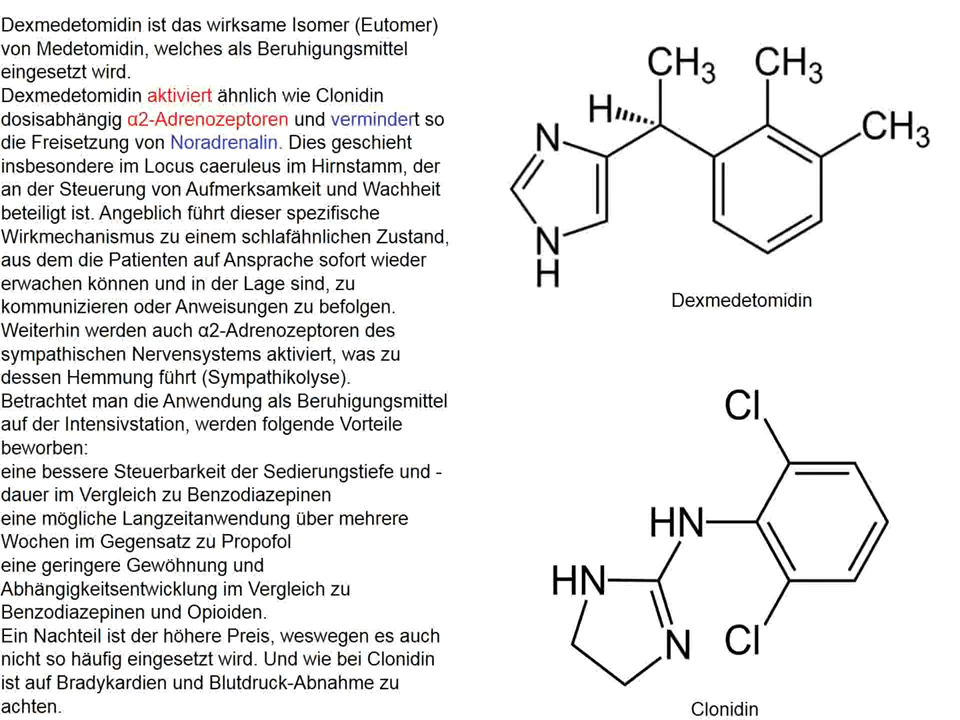 Dexmedetomidin ist das wirksame Isomer (Eutomer)
von Medetomidin, welches als Beruhigungsmittel
eingesetzt wird.
Dexmedetomidin aktiviert ähnlich wie Clonidin
dosisabhängig α2-Adrenozeptoren und vermindert so
die Freisetzung von Noradrenalin. Dies geschieht
insbesondere im Locus caeruleus im Hirnstamm, der
an der Steuerung von Aufmerksamkeit und Wachheit
beteiligt ist. Angeblich führt dieser spezifische
Wirkmechanismus zu einem schlafähnlichen Zustand,
aus dem die Patienten auf Ansprache sofort wieder
erwachen können und in der Lage sind, zu
kommunizieren oder Anweisungen zu befolgen.
Weiterhin werden auch α2-Adrenozeptoren des
sympathischen Nervensystems aktiviert, was zu
dessen Hemmung führt (Sympathikolyse).
Betrachtet man die Anwendung als Beruhigungsmittel
auf der Intensivstation, werden folgende Vorteile
beworben:
eine bessere Steuerbarkeit der Sedierungstiefe und -
dauer im Vergleich zu Benzodiazepinen
eine mögliche Langzeitanwendung über mehrere
Wochen im Gegensatz zu Propofol
eine geringere Gewöhnung und
Abhängigkeitsentwicklung im Vergleich zu
Benzodiazepinen und Opioiden.
Ein Nachteil ist der höhere Preis, weswegen es auch
nicht so häufig eingesetzt wird. Und wie bei Clonidin
ist auf Bradykardien und Blutdruck-Abnahme zu
achten.
CH3 CH3
H
CH3
N
N
H
Dexmedetomidin
Cl
HN
HN
N
Cl
Clonidin